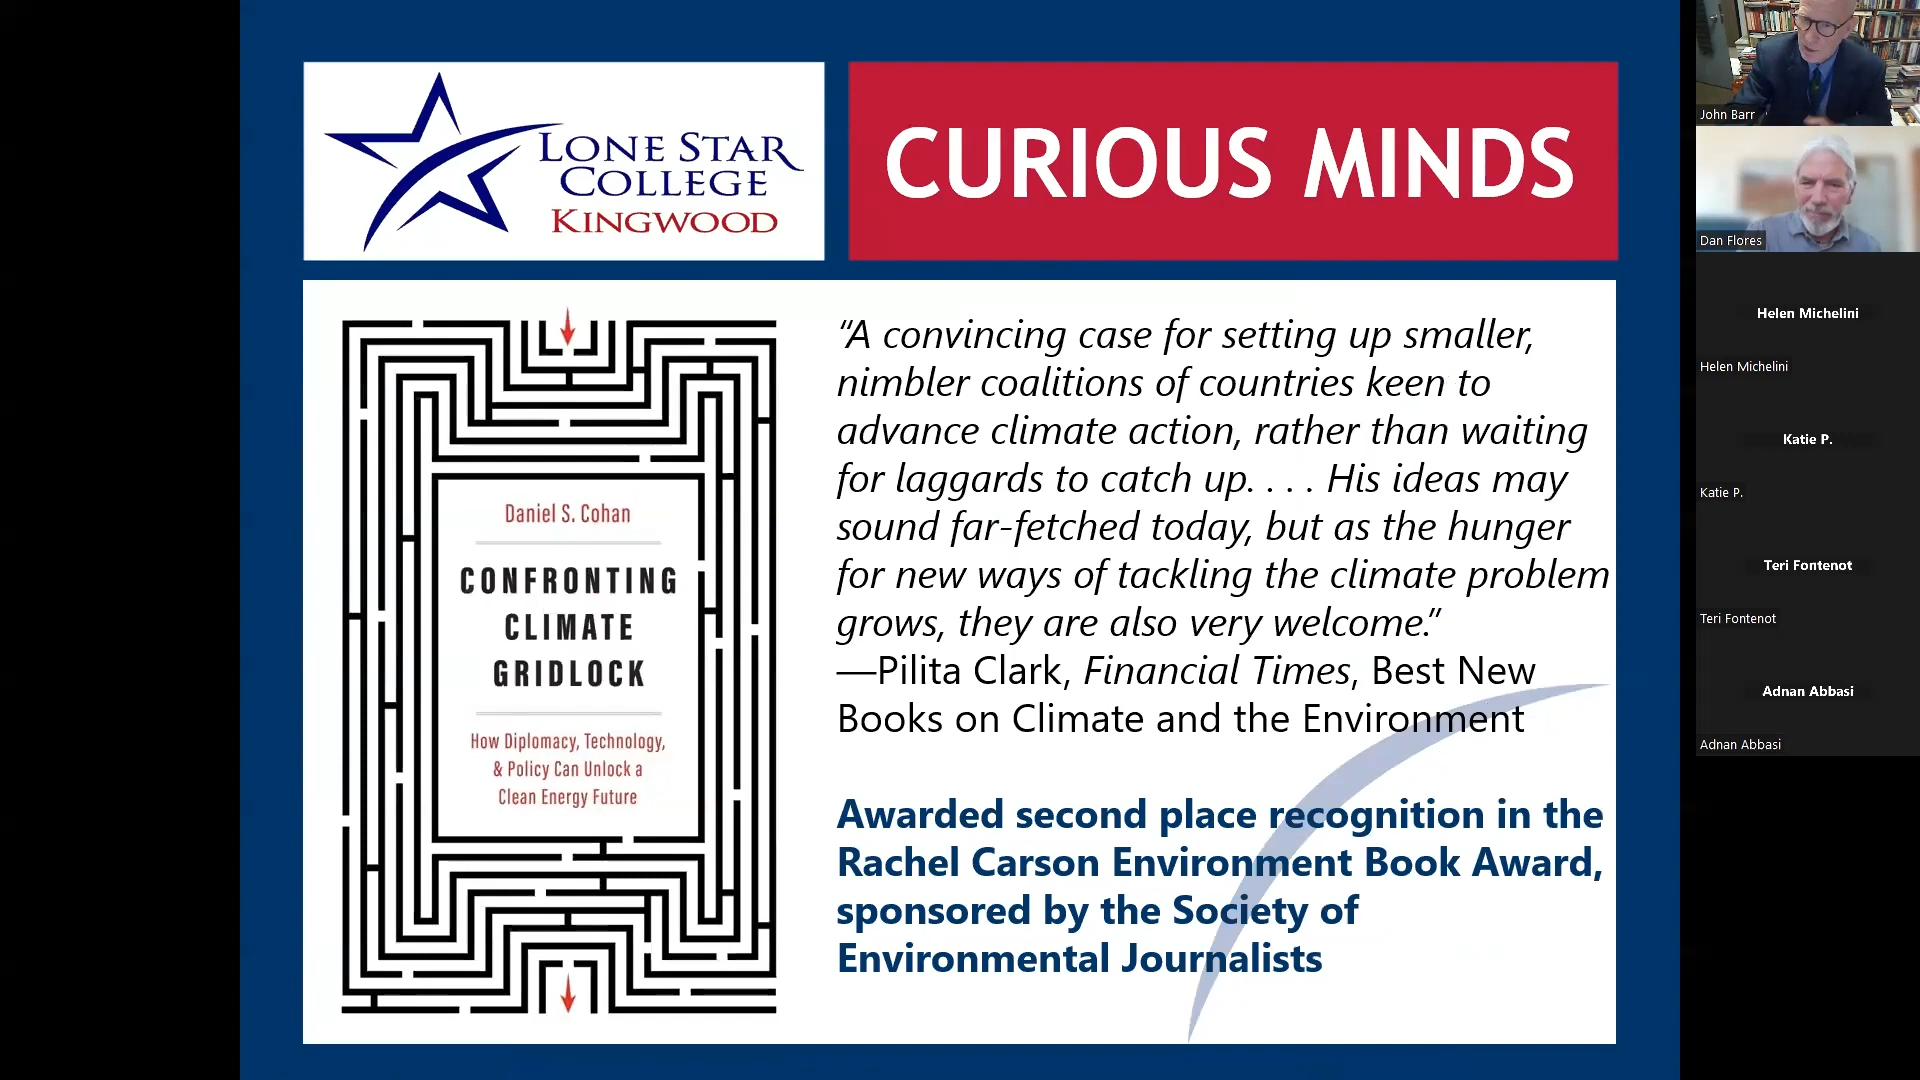 LONE STAR
COLLEGE
KINGWOOD
CURIOUS MINDS
Daniel S. Cohan
CONFRONTING
CLIMATE
GRIDLOCK
How Diplomacy, Technology,
& Policy Can Unlock a
Clean Energy Future
“A convincing case for setting up smaller,
nimbler coalitions of countries keen to
advance climate action, rather than waiting
for laggards to catch up. . . . His ideas may
sound far-fetched today, but as the hunger
for new ways of tackling the climate problem
grows, they are also very welcome.”
—Pilita Clark, Financial Times, Best New
Books on Climate and the Environment
Awarded second place recognition in the
Rachel Carson Environment Book Award,
sponsored by the Society of
Environmental Journalists
John Barr
Dan Flores
Helen Michelini
Helen Michelini
Katie P.
Katie P.
Teri Fontenot
Teri Fontenot
Adnan Abbasi
Adnan Abbasi